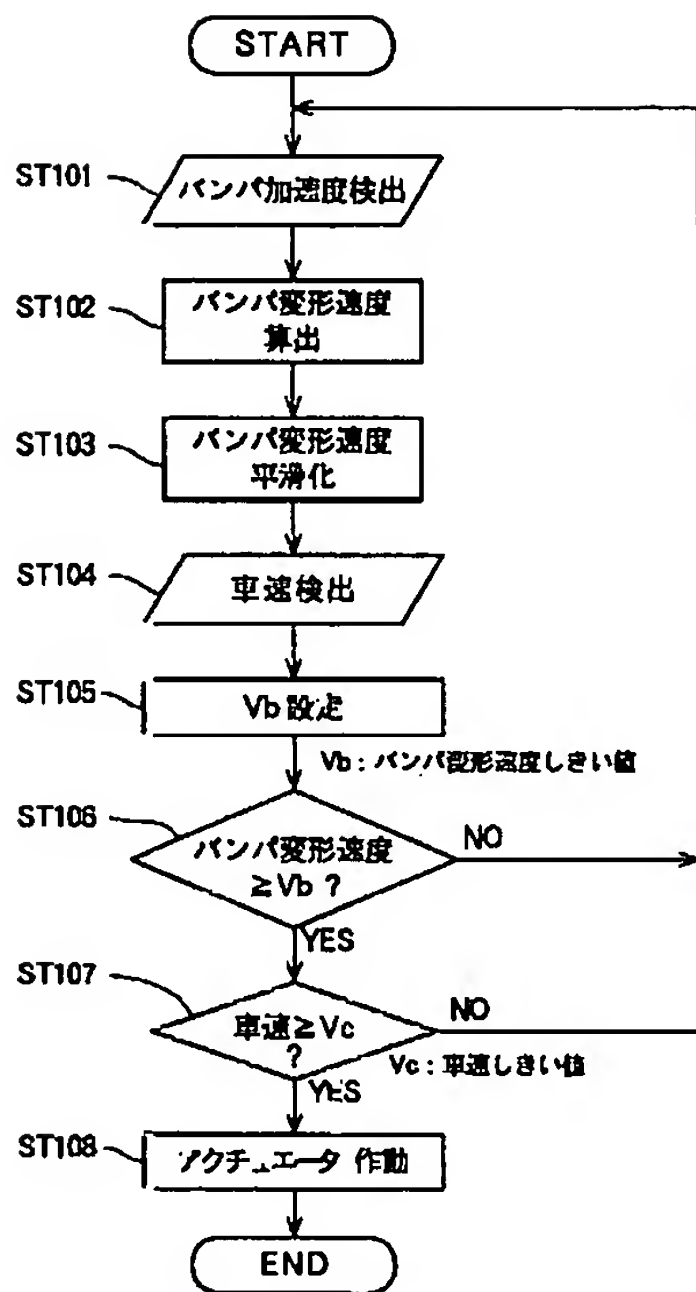 START
ST101
バンパ加速度検出
ST102
バンパ変形速度
算出
ST103
バンパ変形速度
平滑化
ST104
車速検出
ST105
Vb 設定
Vb : バンパ変形速度しきい値
ST106
バンパ変形速度
≧Vb ?
NO
YES
ST107
車速≧Vc
?
NO
Vc : 車速しきい値
YES
ST108
アクチュエータ 作動
END